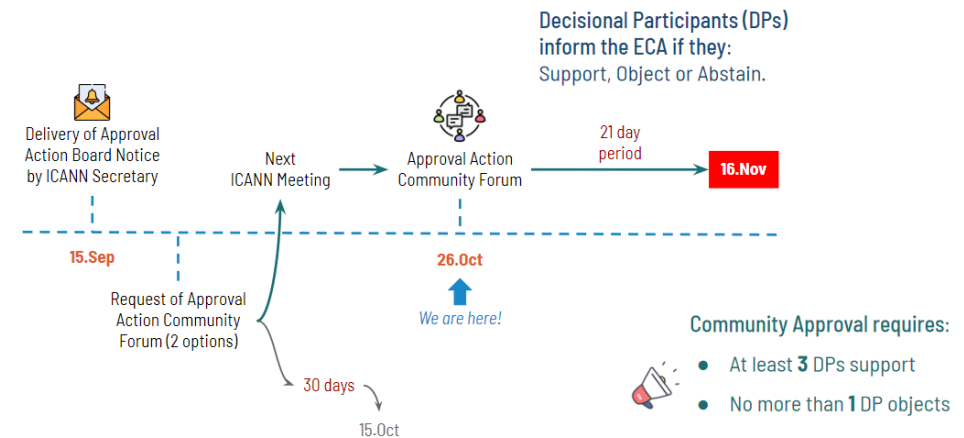 Decisional Participants (DPs)
inform the ECA if they:
Support, Object or Abstain.
Delivery of Approval
Action Board Notice
by ICANN Secretary
Next
ICANN Meeting
Approval Action
Community Forum
21 day
period
16.Nov
15.Sep
26.Oct
Request of Approval
Action Community
Forum (2 options)
We are here!
30 days
15.Oct
Community Approval requires:
● At least 3 DPs support
● No more than 1 DP objects